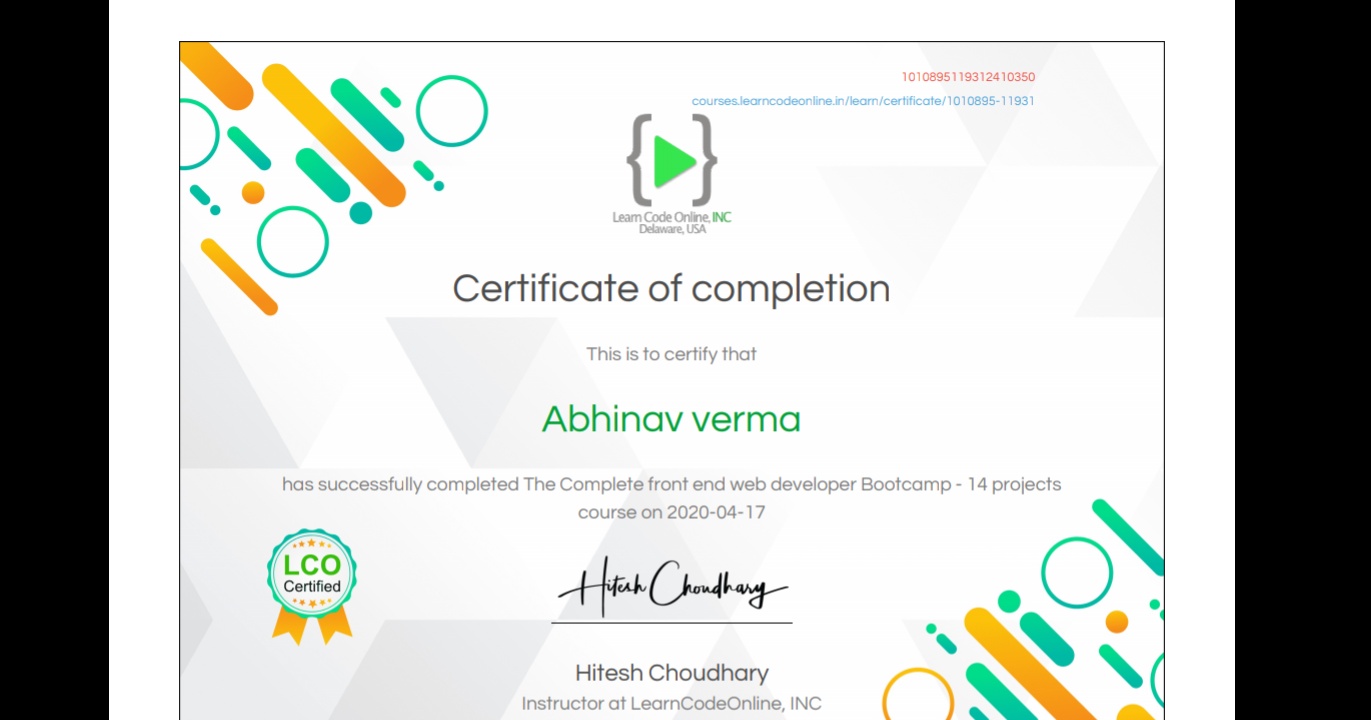 1010895119312410350
courses.learncodeonline.in/learn/certificate/1010895-11931
Learn Code Online, INC
Delaware, USA
Certificate of completion
This is to certify that
Abhinav verma
has successfully completed The Complete front end web developer Bootcamp - 14 projects
course on 2020-04-17
LCO
Certified
Hitesh Choudhary
Hitesh Choudhary
Instructor at LearnCodeOnline, INC